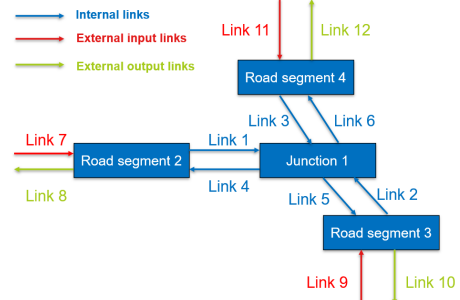 Internal links
External input links
External output links
Link 11
Link 12
Road segment 4
Link 3
Link 6
Link 7
Link 1
Road segment 2
Junction 1
Link 8
Link 4
Link 5
Link 2
Road segment 3
Link 9
Link 10